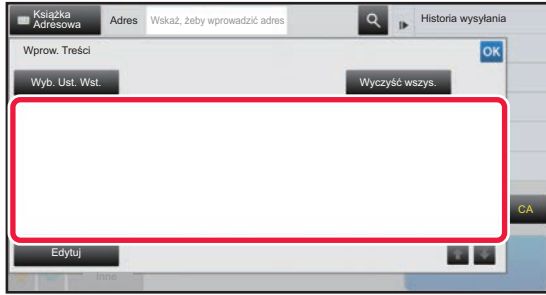 Książka
Adresowa
Adres
Wskaż, żeby wprowadzić adres
Historia wysyłania
Wprow. Treści
OK
Wyb. Ust. Wst.
Wyczyść wszys.
CA
Edytuj
Inne